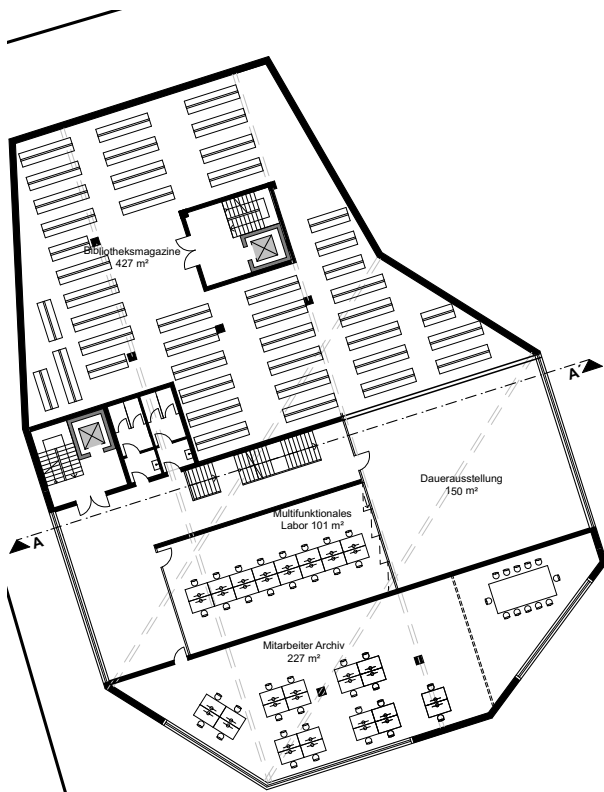 Bibliotheksmagazine
427 m²
A
Dauerausstellung
150 m²
Multifunktionales
Labor 101 m²
A
Mitarbeiter Archiv
227 m²